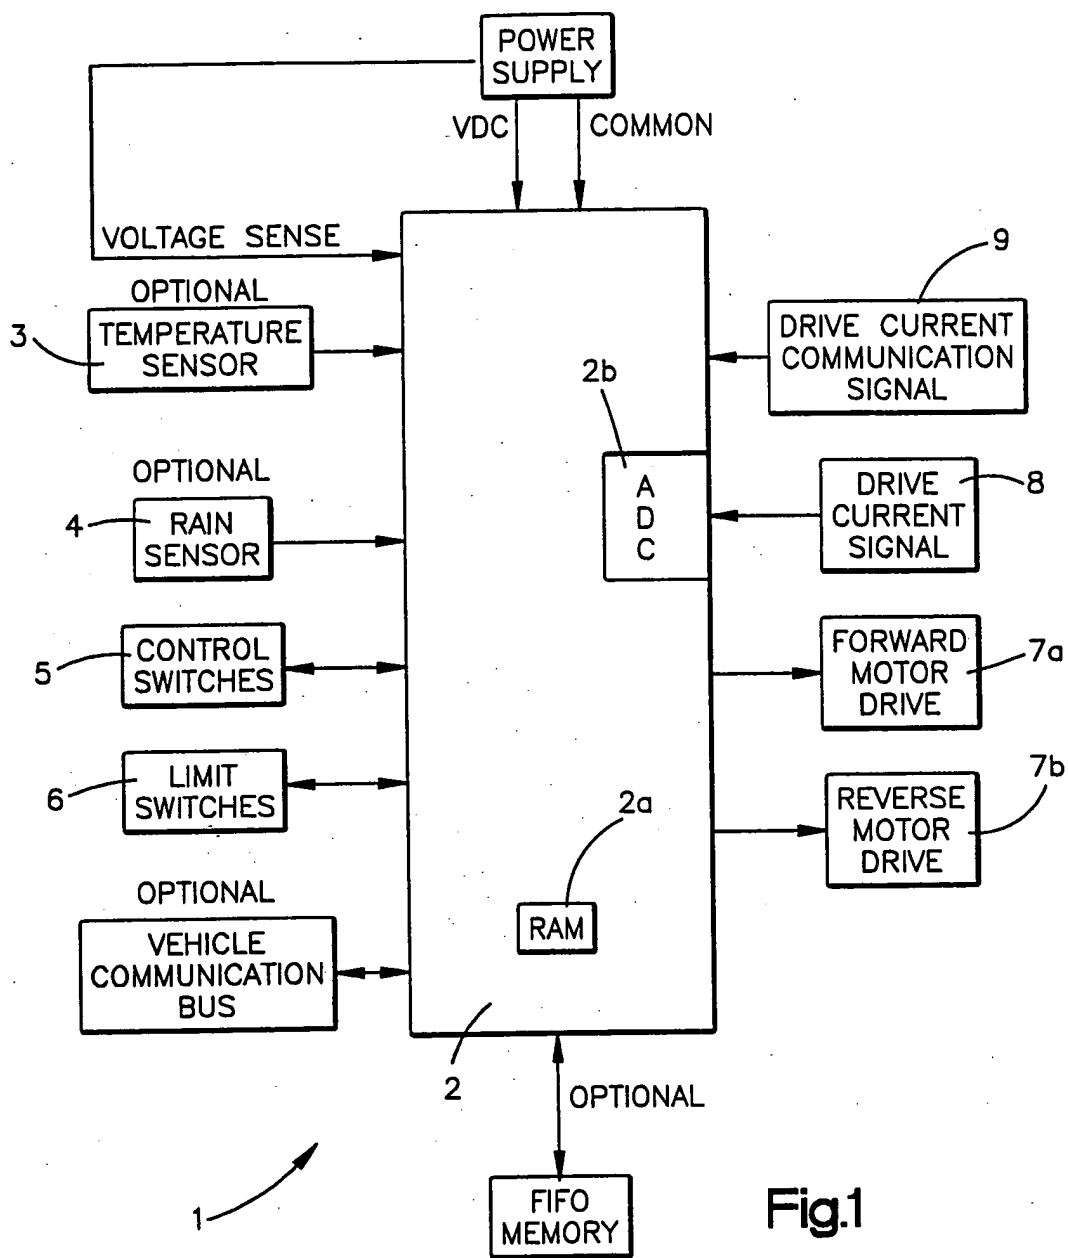 POWER
SUPPLY
VDC
COMMON
VOLTAGE SENSE
9
OPTIONAL
3
TEMPERATURE
SENSOR
DRIVE CURRENT
COMMUNICATION
SIGNAL
2b
OPTIONAL
4
RAIN
SENSOR
A
D
C
DRIVE
CURRENT
SIGNAL
8
5
CONTROL
SWITCHES
FORWARD
MOTOR
DRIVE
7a
6
LIMIT
SWITCHES
2a
REVERSE
MOTOR
DRIVE
7b
OPTIONAL
VEHICLE
COMMUNICATION
BUS
RAM
2
OPTIONAL
1
FIFO
MEMORY
Fig.1